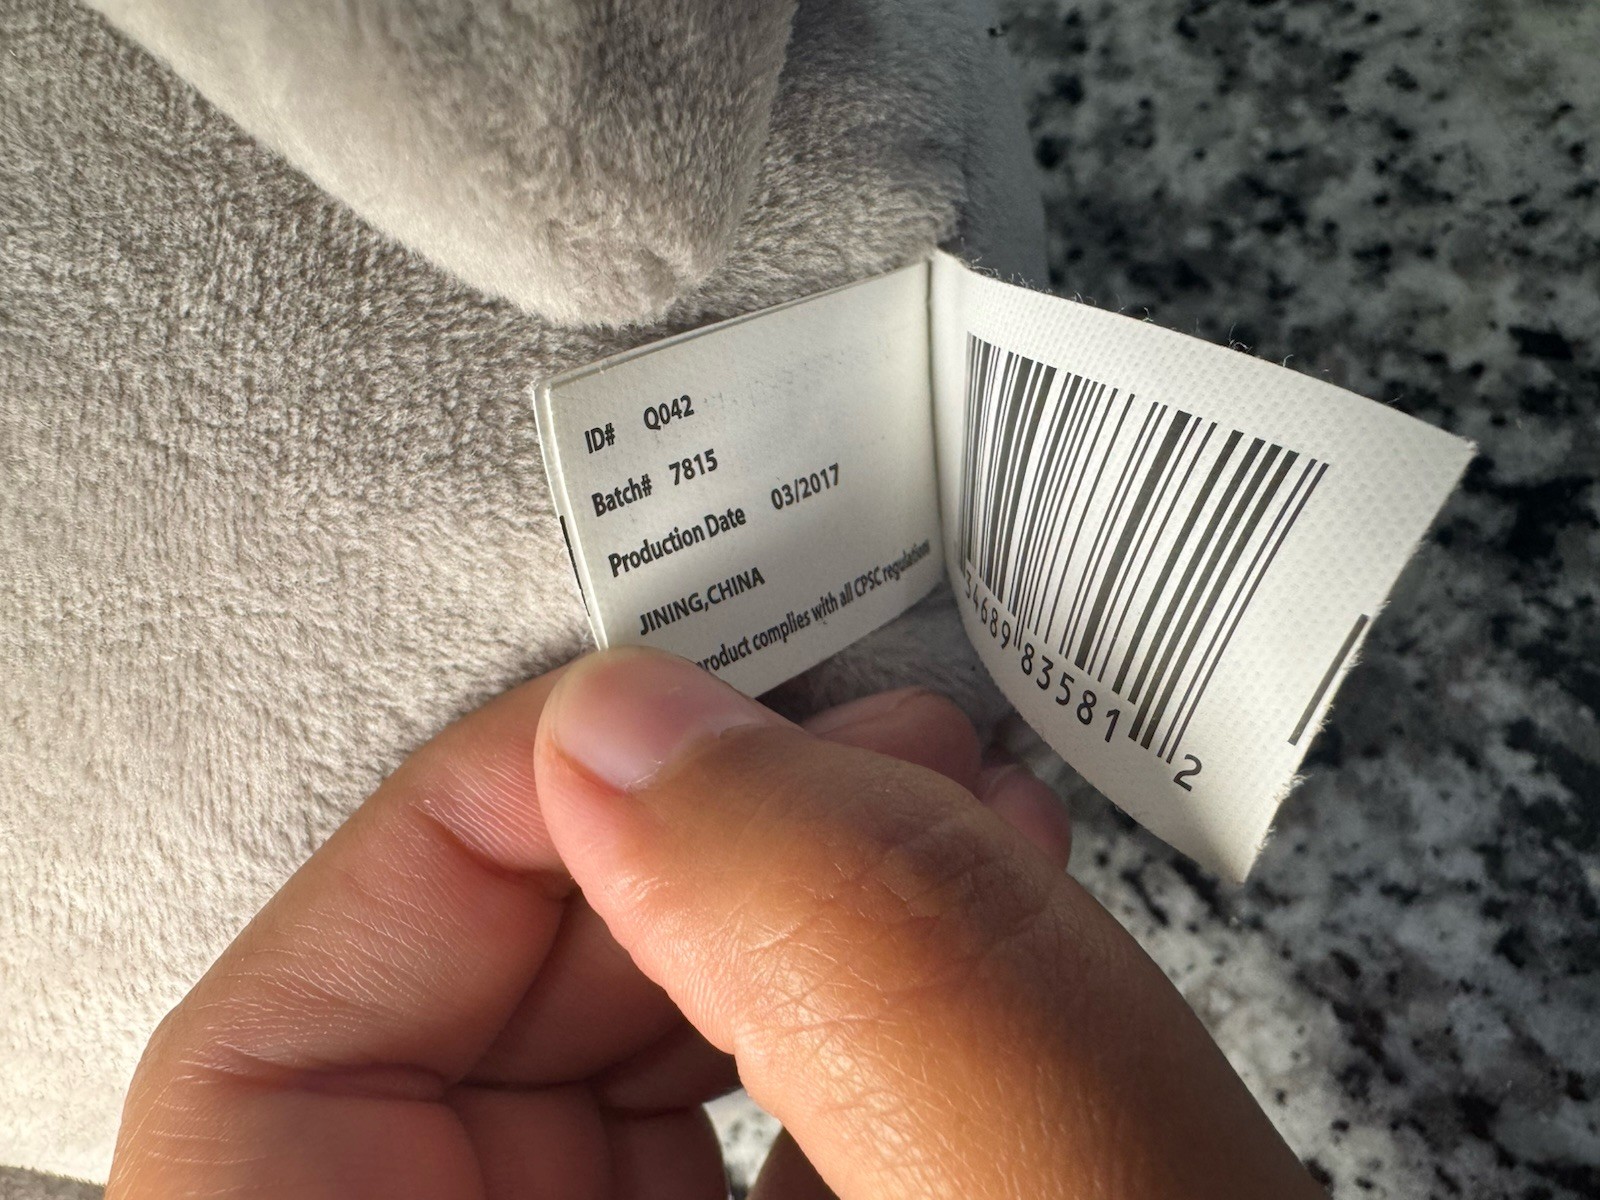 ID# Q042
Batch# 7815
Production Date 03/2017
JINING,CHINA
product complies with all CPSC regulations
34689 83581 2